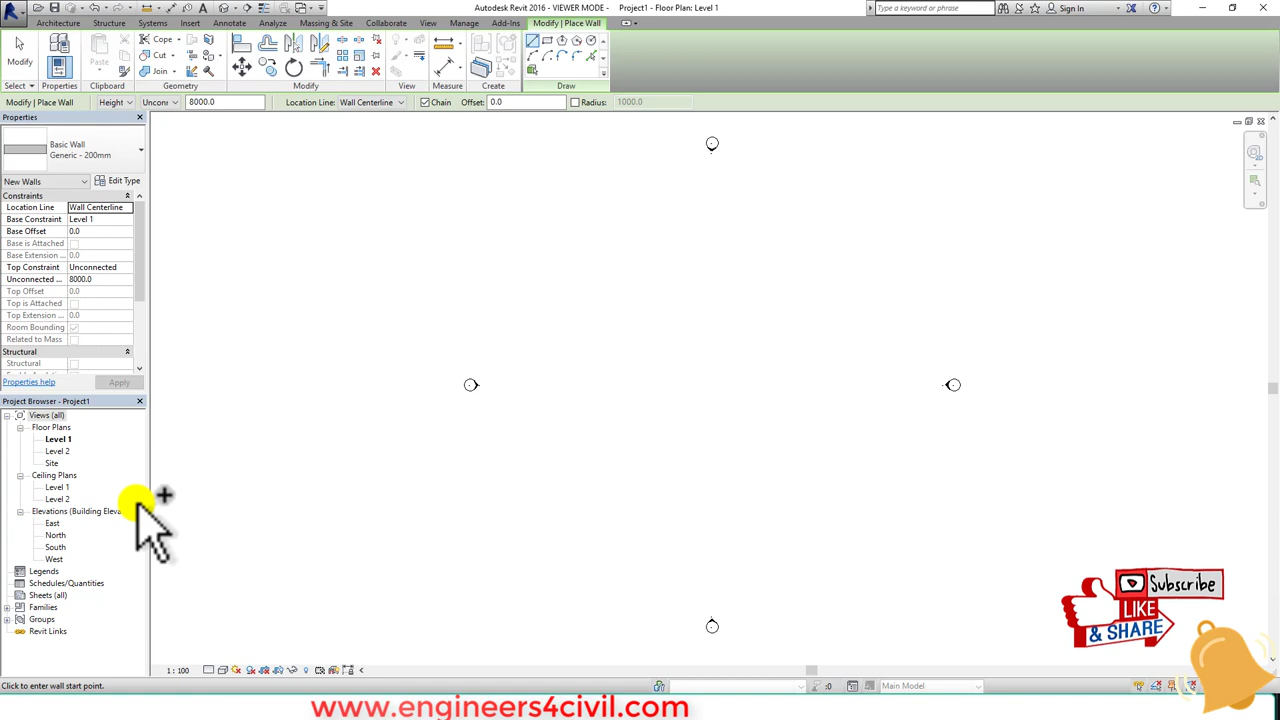 Autodesk Revit 2016 - VIEWER MODE - Project1 - Floor Plan: Level 1
Type a keyword or phrase
Sign In
Architecture Structure Systems Insert Annotate Analyze Massing & Site Collaborate View Manage Add-Ins Modify | Place Wall
Modify
Paste
Cope
Cut
Join
Select Properties Clipboard Geometry Modify View Measure Create Draw
Modify | Place Wall Height Uncon 8000.0 Location Line: Wall Centerline Chain Offset: 0.0 Radius: 1000.0
Properties
Basic Wall
Generic - 200mm
New Walls Edit Type
Constraints
Location Line Wall Centerline
Base Constraint Level 1
Base Offset 0.0
Base is Attached
Base Extension ... 0.0
Top Constraint Unconnected
Unconnected ... 8000.0
Top Offset 0.0
Top is Attached
Top Extension ... 0.0
Room Bounding
Related to Mass
Structural
Structural
Properties help Apply
Project Browser - Project1
Views (all)
Floor Plans
Level 1
Level 2
Site
Ceiling Plans
Level 1
Level 2
Elevations (Building Eleva
East
North
South
West
Legends
Schedules/Quantities
Sheets (all)
Families
Groups
Revit Links
Subscribe
LIKE
& SHARE
1 : 100
Click to enter wall start point. :0 Main Model
www.engineers4civil.com